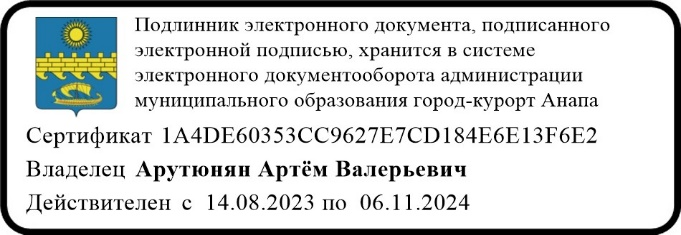 Подлинник электронного документа, подписанного
электронной подписью, хранится в системе
электронного документооборота администрации
муниципального образования город-курорт Анапа
Сертификат 1A4DE60353CC9627E7CD184E6E13F6E2
Владелец Арутюнян Артём Валерьевич
Действителен с 14.08.2023 по 06.11.2024